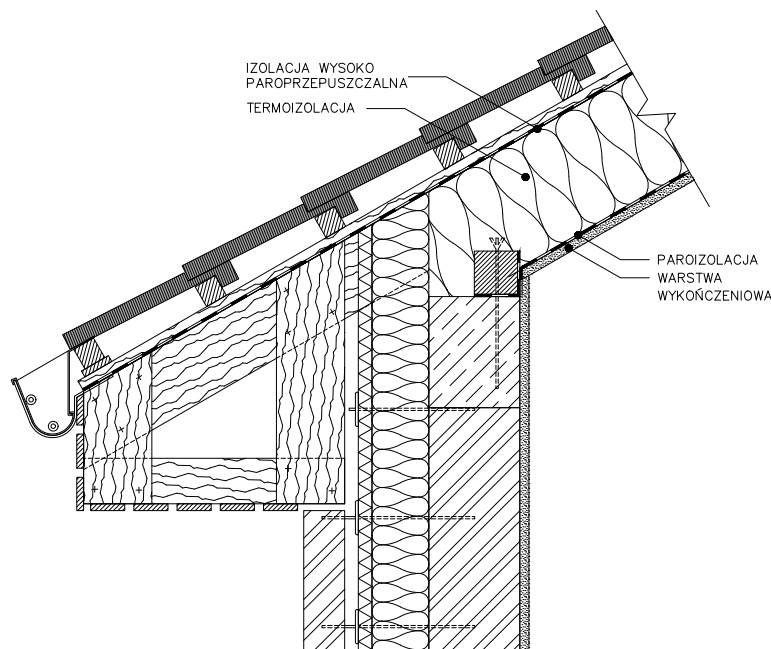 IZOLACJA WYSOKO
PAROPRZEPUSZCZALNA
TERMOIZOLACJA
PAROIZOLACJA
WARSTWA
WYKOŃCZENIOWA